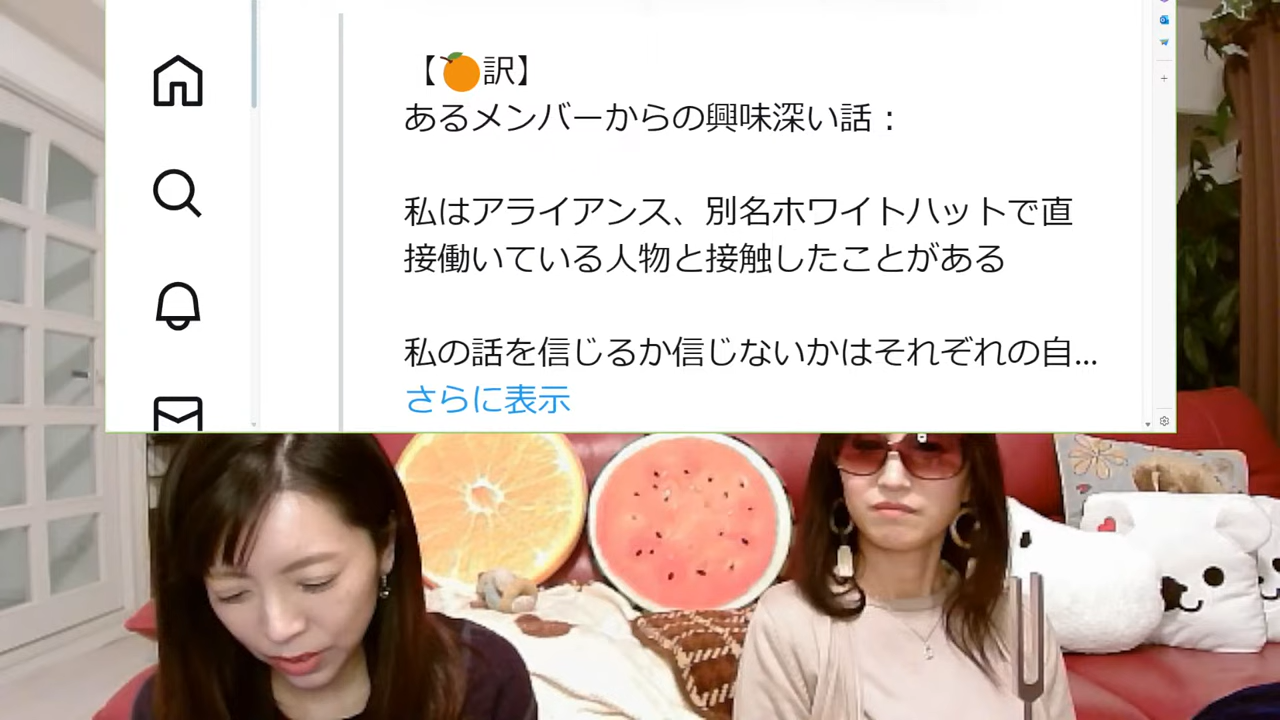 【🍊訳】
あるメンバーからの興味深い話：
私はアライアンス、別名ホワイトハットで直
接働いている人物と接触したことがある
私の話を信じるか信じないかはそれぞれの自...
さらに表示